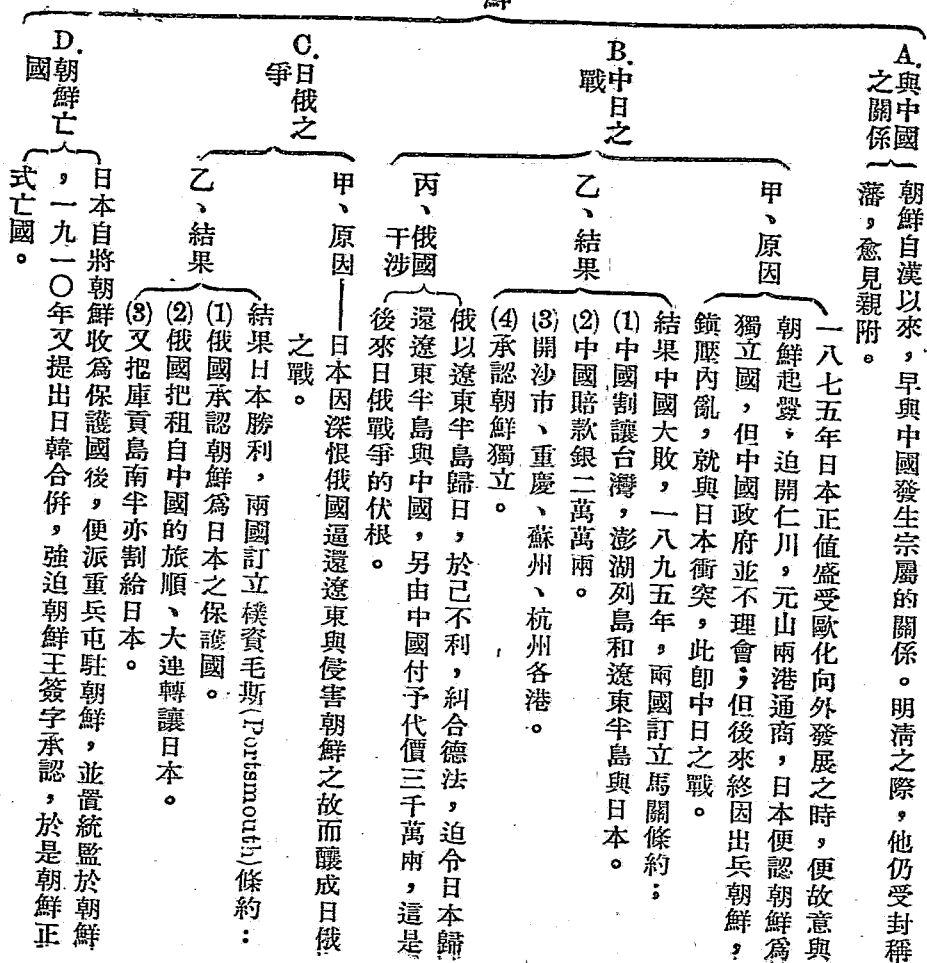 鮮
A.與中國
之關係
朝鮮自漢以來，早與中國發生宗屬的關係。明清之際，他仍受封稱
藩，愈見親附。
B.中日之
戰
甲、原因
一八七五年日本正值盛受歐化向外發展之時，便故意與
朝鮮起釁，迫開仁川，元山兩港通商，日本便認朝鮮爲
獨立國，但中國政府並不理會；但後來終因出兵朝鮮，
鎮壓內亂，就與日本衝突，此即中日之戰。
乙、結果
結果中國大敗，一八九五年，兩國訂立馬關條約；
(1)中國割讓台灣，澎湖列島和遼東半島與日本。
(2)中國賠款銀二萬萬兩。
(3)開沙市、重慶、蘇州、杭州各港。
(4)承認朝鮮獨立。
丙、俄國
干涉
俄以遼東半島歸日，於己不利，糾合德法，迫令日本歸
還遼東半島與中國，另由中國付予代價三千萬兩，這是
後來日俄戰爭的伏根。
C.日俄之
爭
甲、原因
日本因深恨俄國逼還遼東與侵害朝鮮之故而釀成日俄
之戰。
乙、結果
結果日本勝利，兩國訂立樸資毛斯(Portsmouth)條約：
(1)俄國承認朝鮮爲日本之保護國。
(2)俄國把租自中國的旅順、大連轉讓日本。
(3)又把庫頁島南半亦割給日本。
D.朝鮮亡
國
日本自將朝鮮收爲保護國後，便派重兵屯駐朝鮮，並置統監於朝鮮
，一九一〇年又提出日韓合併，強迫朝鮮王簽字承認，於是朝鮮正
式亡國。